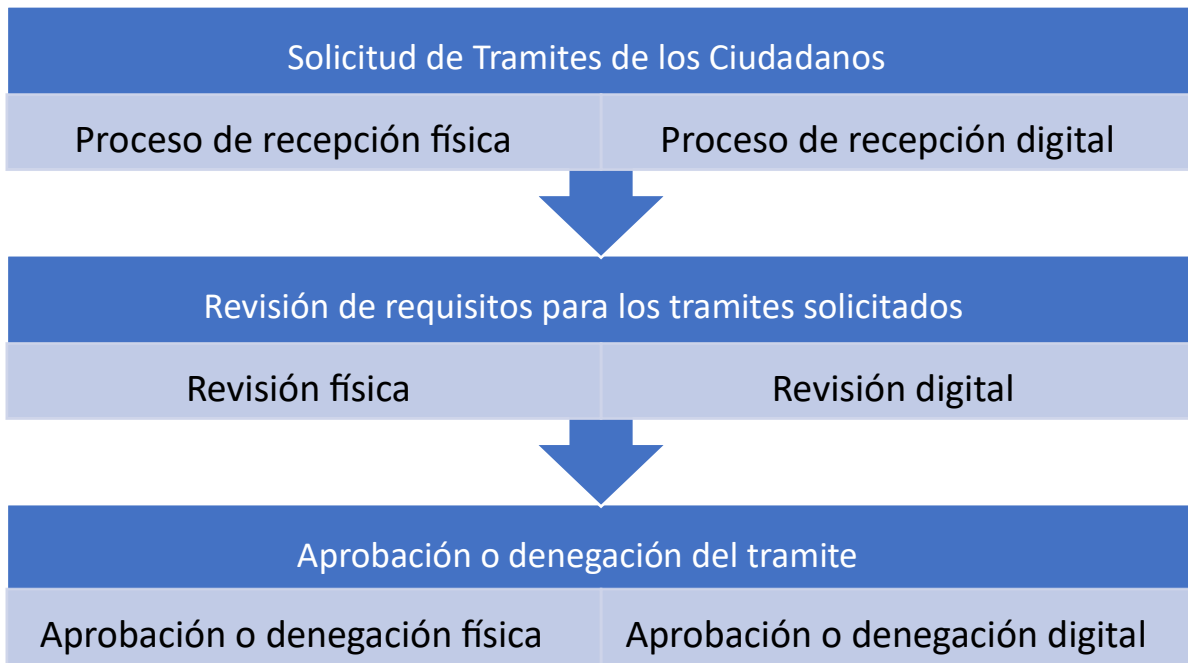 Solicitud de Tramites de los Ciudadanos
Proceso de recepción física
Proceso de recepción digital
Revisión de requisitos para los tramites solicitados
Revisión física
Revisión digital
Aprobación o denegación del tramite
Aprobación o denegación física
Aprobación o denegación digital